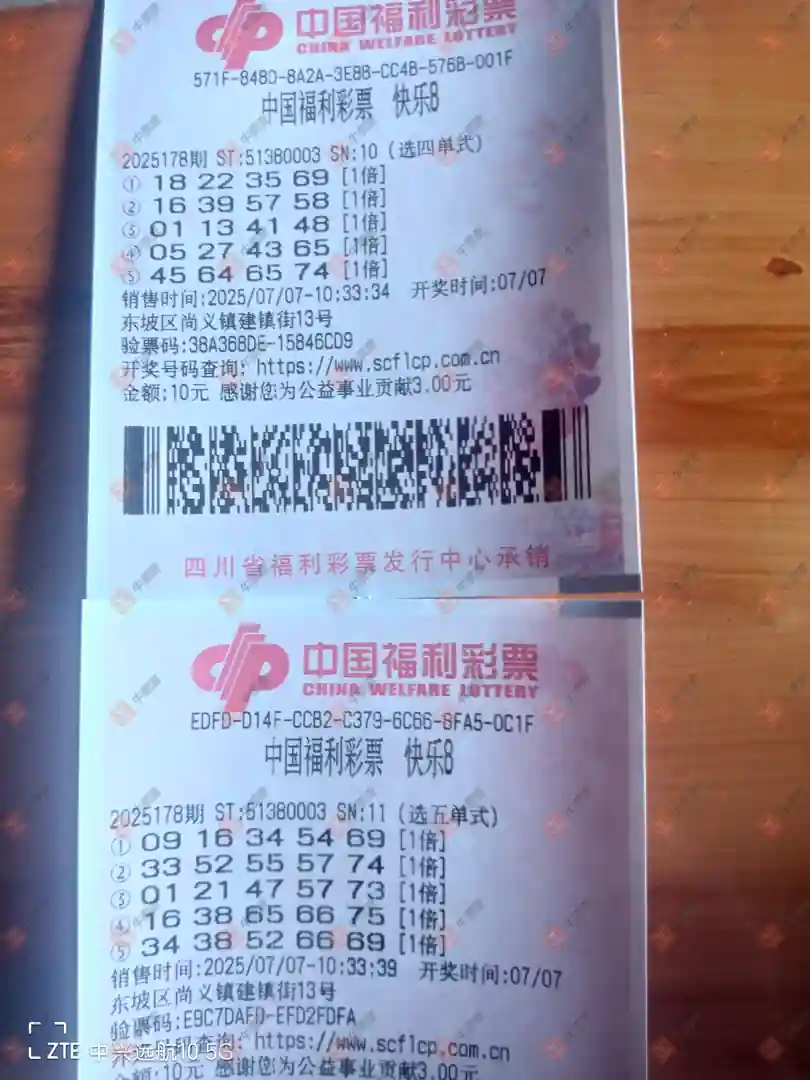 中国福利彩票
CHINA WELFARE LOTTERY
571F-8480-8A2A-3E8B-CC4B-576B-001F
中国福利彩票 快乐8
2025178期 ST:51380003 SN:10 (选四单式)
① 18 22 35 69 [1倍]
② 16 39 57 58 [1倍]
③ 01 13 41 48 [1倍]
④ 05 27 43 65 [1倍]
⑤ 45 64 65 74 [1倍]
销售时间:2025/07/07-10:33:34 开奖时间:07/07
东坡区尚义镇建镇街13号
验票码:38A368DE-15846CD9
开奖号码查询: https://www.scflcp.com.cn
金额:10元 感谢您为公益事业贡献3.00元
四川省福利彩票发行中心承销
中国福利彩票
CHINA WELFARE LOTTERY
EDFD-D14F-CCB2-C379-6C66-8FA5-0C1F
中国福利彩票 快乐8
2025178期 ST:51380003 SN:11 (选五单式)
① 09 16 34 54 69 [1倍]
② 33 52 55 57 74 [1倍]
③ 01 21 47 57 73 [1倍]
④ 16 38 65 66 75 [1倍]
⑤ 34 38 52 66 69 [1倍]
销售时间:2025/07/07-10:33:39 开奖时间:07/07
东坡区尚义镇建镇街13号
验票码:E9C7DAFD-EFD2FDFA
号码查询: https://www.scflcp.com.cn
金额:10元 感谢您为公益事业贡献3.00元
ZTE 中兴远航10 5G